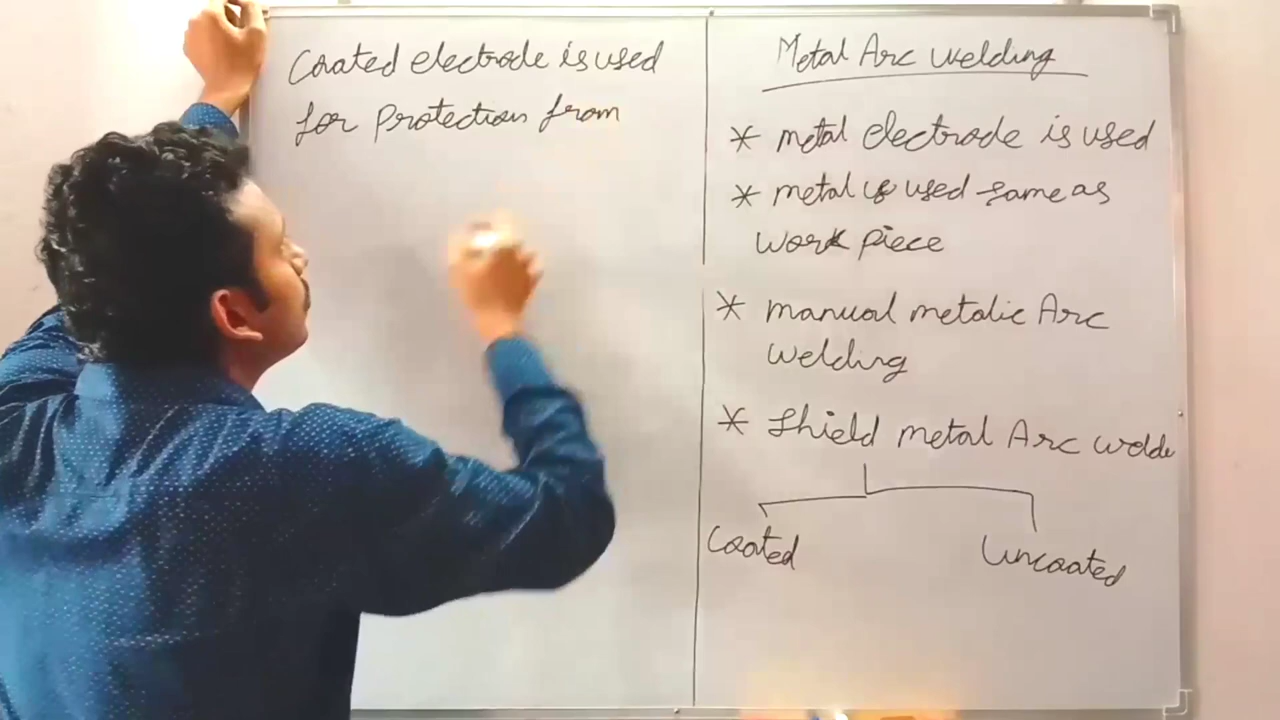 Coated electrode is used
for Protection from
Metal Arc welding
* metal electrode is used
* metal is used same as
work piece
* manual metalic Arc
welding
* Shield metal Arc welde
Coated
Uncoated